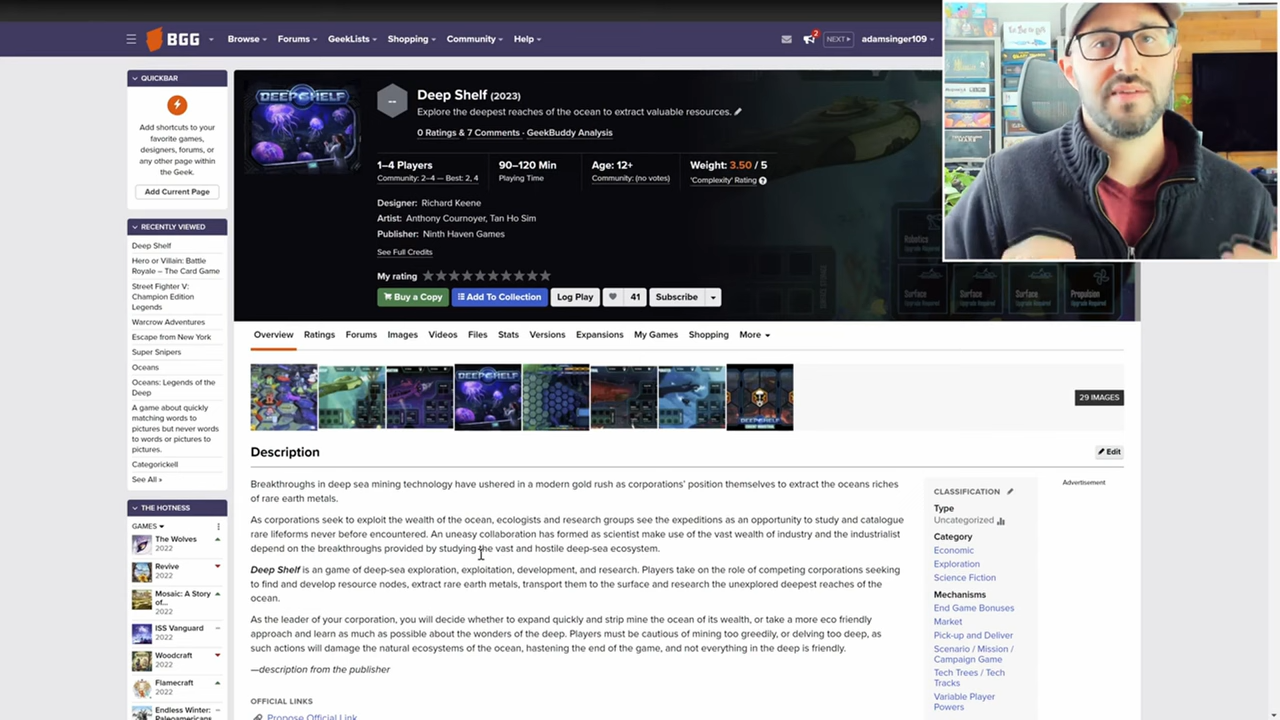 BGG
Browse
Forums
GeekLists
Shopping
Community
Help
2
NEXT
adamsinger109
QUICKBAR
Add shortcuts to your
favorite games,
designers, forums, or
any other page within
the Geek.
Add Current Page
RECENTLY VIEWED
Deep Shelf
Hero or Villain: Battle
Royale – The Card Game
Street Fighter V:
Champion Edition
Legends
Warcrow Adventures
Escape from New York
Super Snipers
Oceans
Oceans: Legends of the
Deep
A game about quickly
matching words to
pictures but never words
to words or pictures to
pictures.
Categorickell
See All »
THE HOTNESS
GAMES
The Wolves
2022
Revive
2022
Mosaic: A Story
of...
2022
ISS Vanguard
2022
Woodcraft
2022
Flamecraft
2022
Endless Winter:
Paleoamericans
DEEP SHELF
--
Deep Shelf (2023)
Explore the deepest reaches of the ocean to extract valuable resources.
0 Ratings & 7 Comments · GeekBuddy Analysis
1–4 Players
Community: 2–4 — Best: 2, 4
90–120 Min
Playing Time
Age: 12+
Community: (no votes)
Weight: 3.50 / 5
'Complexity' Rating
Designer: Richard Keene
Artist: Anthony Cournoyer, Tan Ho Sim
Publisher: Ninth Haven Games
See Full Credits
My rating
Buy a Copy
Add To Collection
Log Play
41
Subscribe
Robotics
Surface
Surface
Surface
Propulsion
Overview
Ratings
Forums
Images
Videos
Files
Stats
Versions
Expansions
My Games
Shopping
More
DEEP SHELF
29 IMAGES
Description
Edit
Breakthroughs in deep sea mining technology have ushered in a modern gold rush as corporations' position themselves to extract the oceans riches
of rare earth metals.
As corporations seek to exploit the wealth of the ocean, ecologists and research groups see the expeditions as an opportunity to study and catalogue
rare lifeforms never before encountered. An uneasy collaboration has formed as scientist make use of the vast wealth of industry and the industrialist
depend on the breakthroughs provided by studying the vast and hostile deep-sea ecosystem.
Deep Shelf is an game of deep-sea exploration, exploitation, development, and research. Players take on the role of competing corporations seeking
to find and develop resource nodes, extract rare earth metals, transport them to the surface and research the unexplored deepest reaches of the
ocean.
As the leader of your corporation, you will decide whether to expand quickly and strip mine the ocean of its wealth, or take a more eco friendly
approach and learn as much as possible about the wonders of the deep. Players must be cautious of mining too greedily, or delving too deep, as
such actions will damage the natural ecosystems of the ocean, hastening the end of the game, and not everything in the deep is friendly.
—description from the publisher
OFFICIAL LINKS
Propose Official Link
CLASSIFICATION
Type
Uncategorized
Category
Economic
Exploration
Science Fiction
Mechanisms
End Game Bonuses
Market
Pick-up and Deliver
Scenario / Mission /
Campaign Game
Tech Trees / Tech
Tracks
Variable Player
Powers
Advertisement